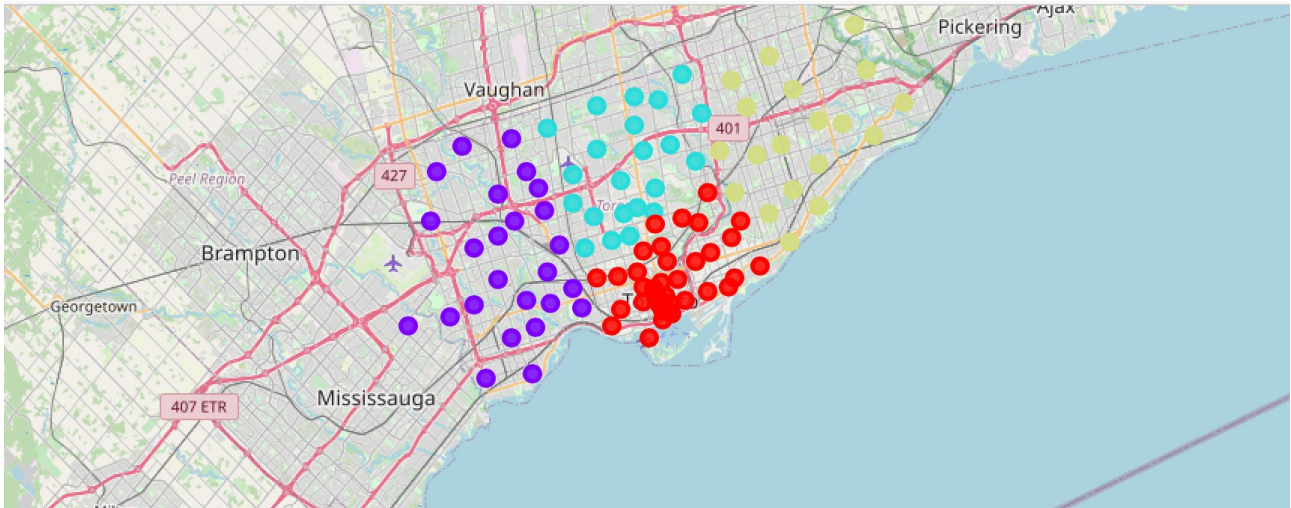 Ajax
Pickering
Vaughan
401
427
Peel Region
Brampton
Georgetown
Mississauga
407 ETR